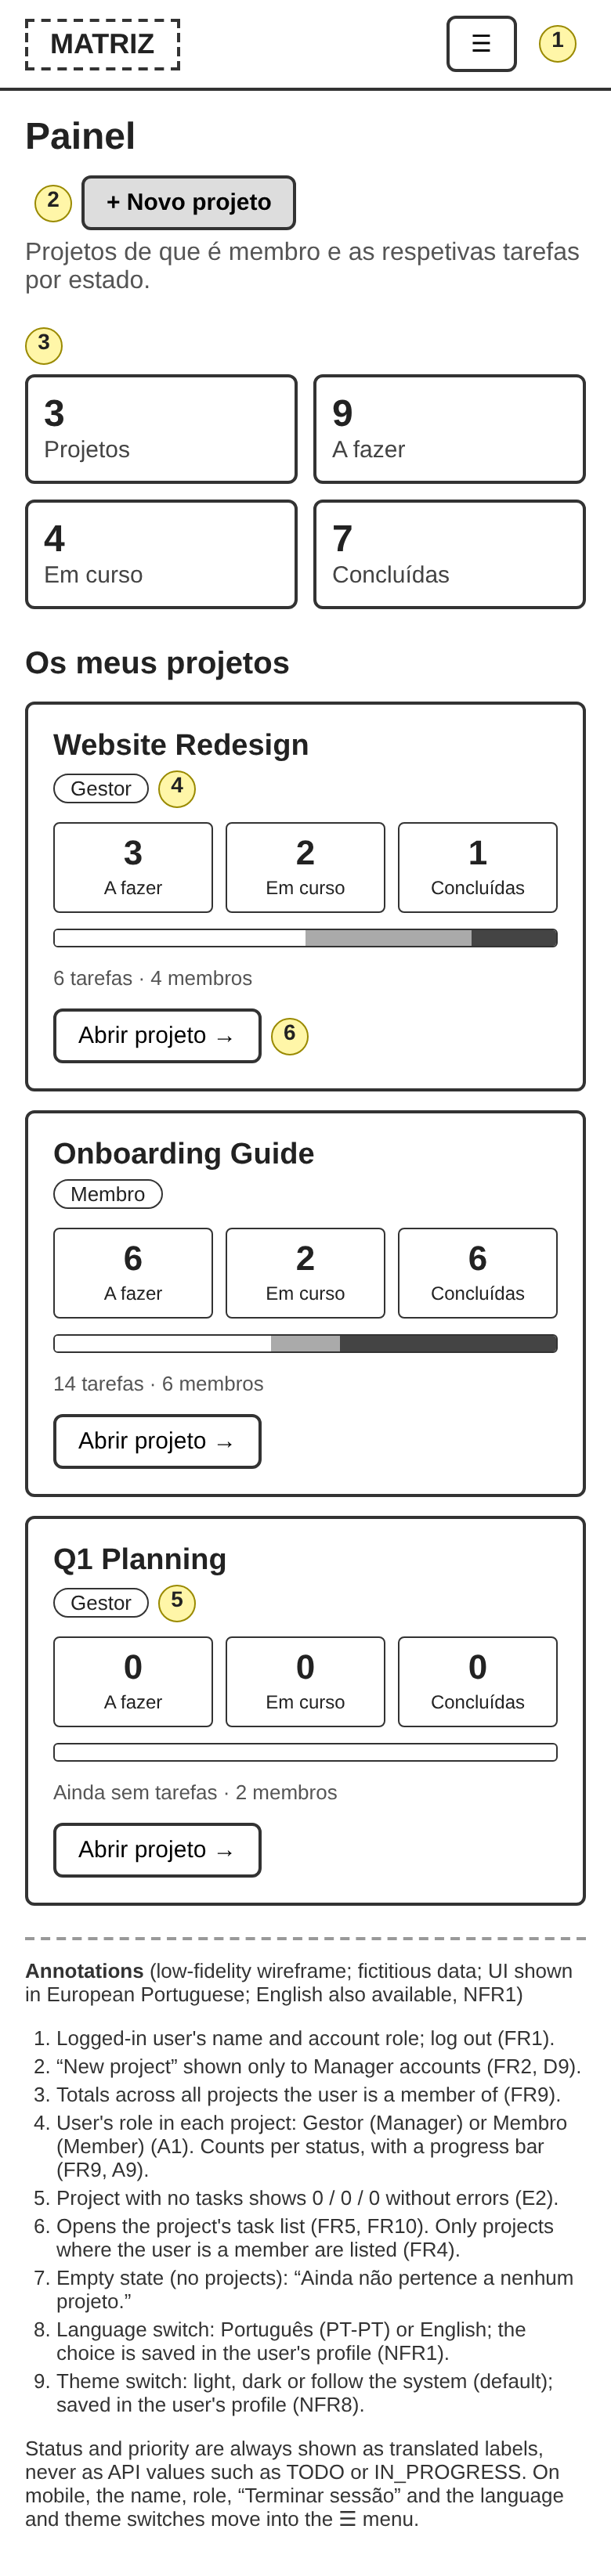 MATRIZ
☰
1
Painel
2
+ Novo projeto
Projetos de que é membro e as respetivas tarefas
por estado.
3
3
Projetos
9
A fazer
4
Em curso
7
Concluídas
Os meus projetos
Website Redesign
Gestor
4
3
A fazer
2
Em curso
1
Concluídas
6 tarefas · 4 membros
Abrir projeto →
6
Onboarding Guide
Membro
6
A fazer
2
Em curso
6
Concluídas
14 tarefas · 6 membros
Abrir projeto →
Q1 Planning
Gestor
5
0
A fazer
0
Em curso
0
Concluídas
Ainda sem tarefas · 2 membros
Abrir projeto →
Annotations (low-fidelity wireframe; fictitious data; UI shown
in European Portuguese; English also available, NFR1)
1. Logged-in user's name and account role; log out (FR1).
2. “New project” shown only to Manager accounts (FR2, D9).
3. Totals across all projects the user is a member of (FR9).
4. User's role in each project: Gestor (Manager) or Membro
(Member) (A1). Counts per status, with a progress bar
(FR9, A9).
5. Project with no tasks shows 0 / 0 / 0 without errors (E2).
6. Opens the project's task list (FR5, FR10). Only projects
where the user is a member are listed (FR4).
7. Empty state (no projects): “Ainda não pertence a nenhum
projeto.”
8. Language switch: Português (PT-PT) or English; the
choice is saved in the user's profile (NFR1).
9. Theme switch: light, dark or follow the system (default);
saved in the user's profile (NFR8).
Status and priority are always shown as translated labels,
never as API values such as TODO or IN_PROGRESS. On
mobile, the name, role, “Terminar sessão” and the language
and theme switches move into the ☰ menu.